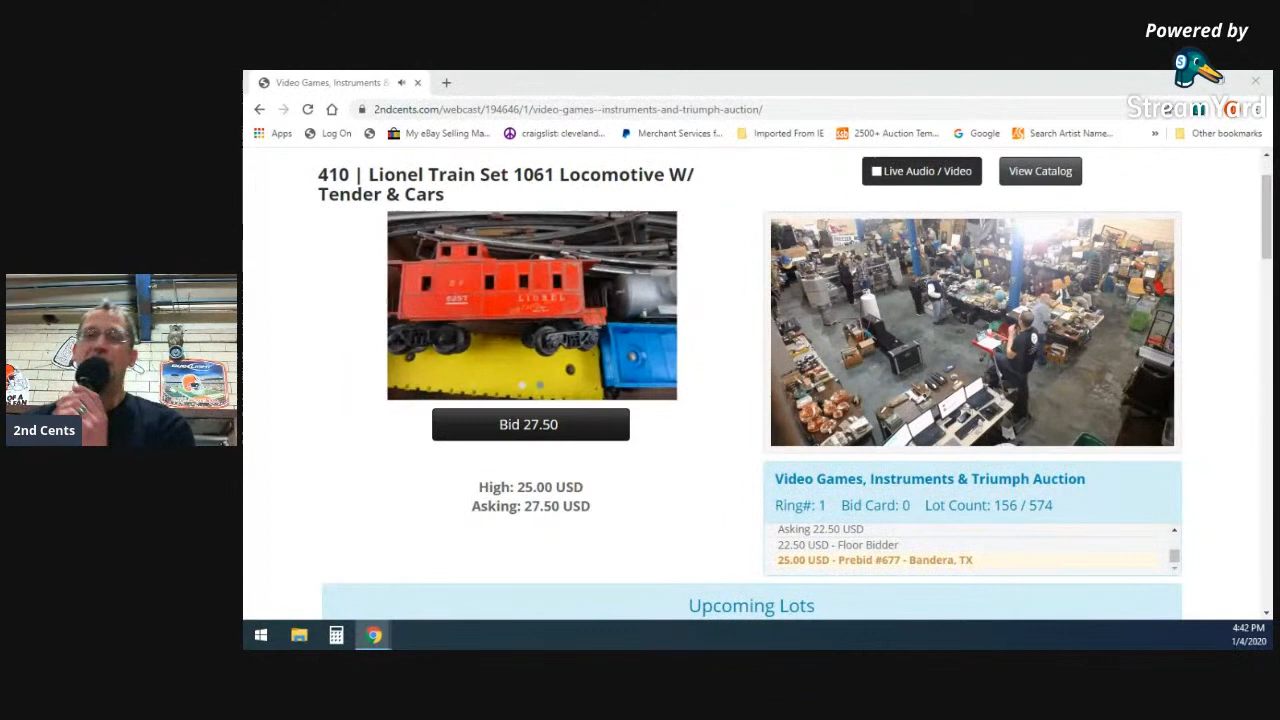 Powered by
StreamYard
Video Games, Instruments &
2ndcents.com/webcast/194646/1/video-games--instruments-and-triumph-auction/
Apps
Log On
My eBay Selling Ma...
craigslist: cleveland...
Merchant Services f...
Imported From IE
2500+ Auction Tem...
Google
Search Artist Name...
»
Other bookmarks
410 | Lionel Train Set 1061 Locomotive W/
Tender & Cars
Live Audio / Video
View Catalog
6257
LIONEL
Bid 27.50
High: 25.00 USD
Asking: 27.50 USD
Video Games, Instruments & Triumph Auction
Ring#: 1 Bid Card: 0 Lot Count: 156 / 574
Asking 22.50 USD
22.50 USD - Floor Bidder
25.00 USD - Prebid #677 - Bandera, TX
Upcoming Lots
2nd Cents
4:42 PM
1/4/2020